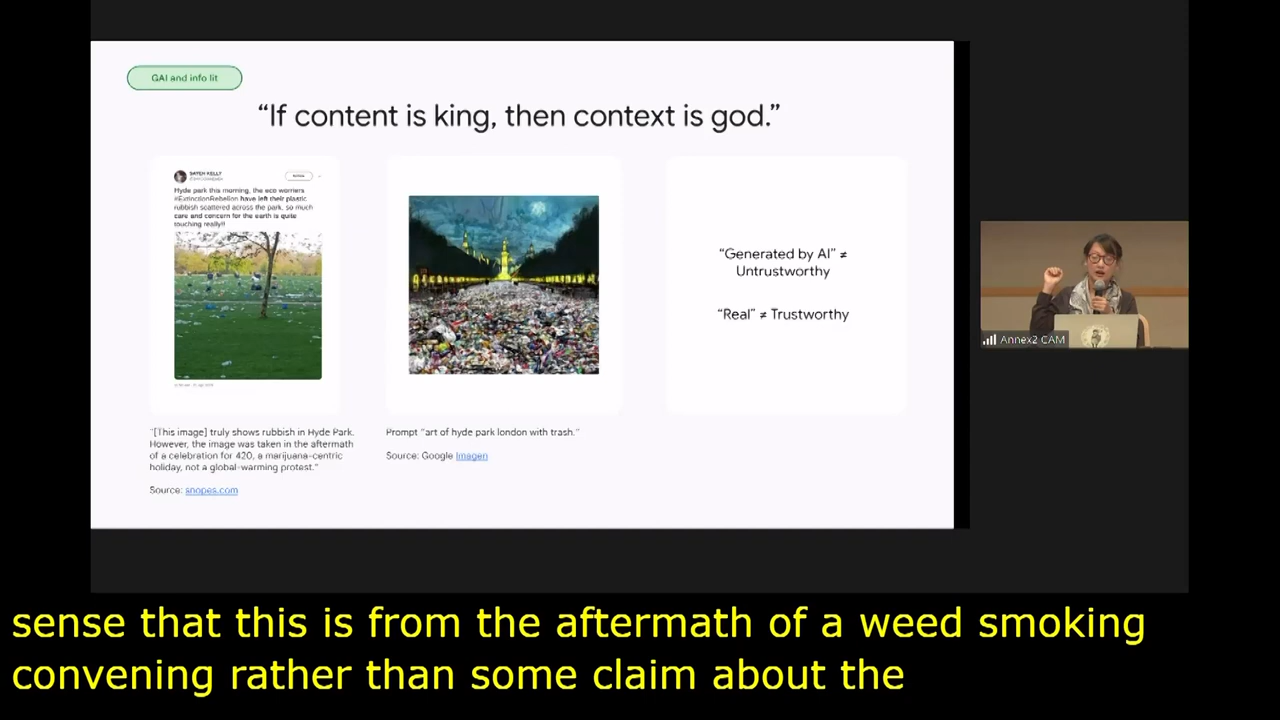 GAI and info lit
“If content is king, then context is god.”
Hyde park this morning, the eco worriers
#ExtinctionRebelion have left their plastic
rubbish scattered across the park, so much
care and concern for the earth is quite
touching really!!
“Generated by AI” ≠
Untrustworthy
“Real” ≠ Trustworthy
“[This image] truly shows rubbish in Hyde Park.
However, the image was taken in the aftermath
of a celebration for 420, a marijuana-centric
holiday, not a global-warming protest.”
Source: snopes.com
Prompt “art of hyde park london with trash.”
Source: Google Imagen
Annex2 CAM
sense that this is from the aftermath of a weed smoking
convening rather than some claim about the